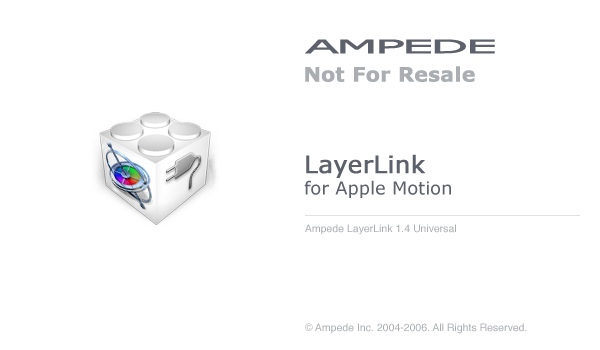 AMPEDE
Not For Resale
LayerLink
for Apple Motion
Ampede LayerLink 1.4 Universal
© Ampede Inc. 2004-2006. All Rights Reserved.